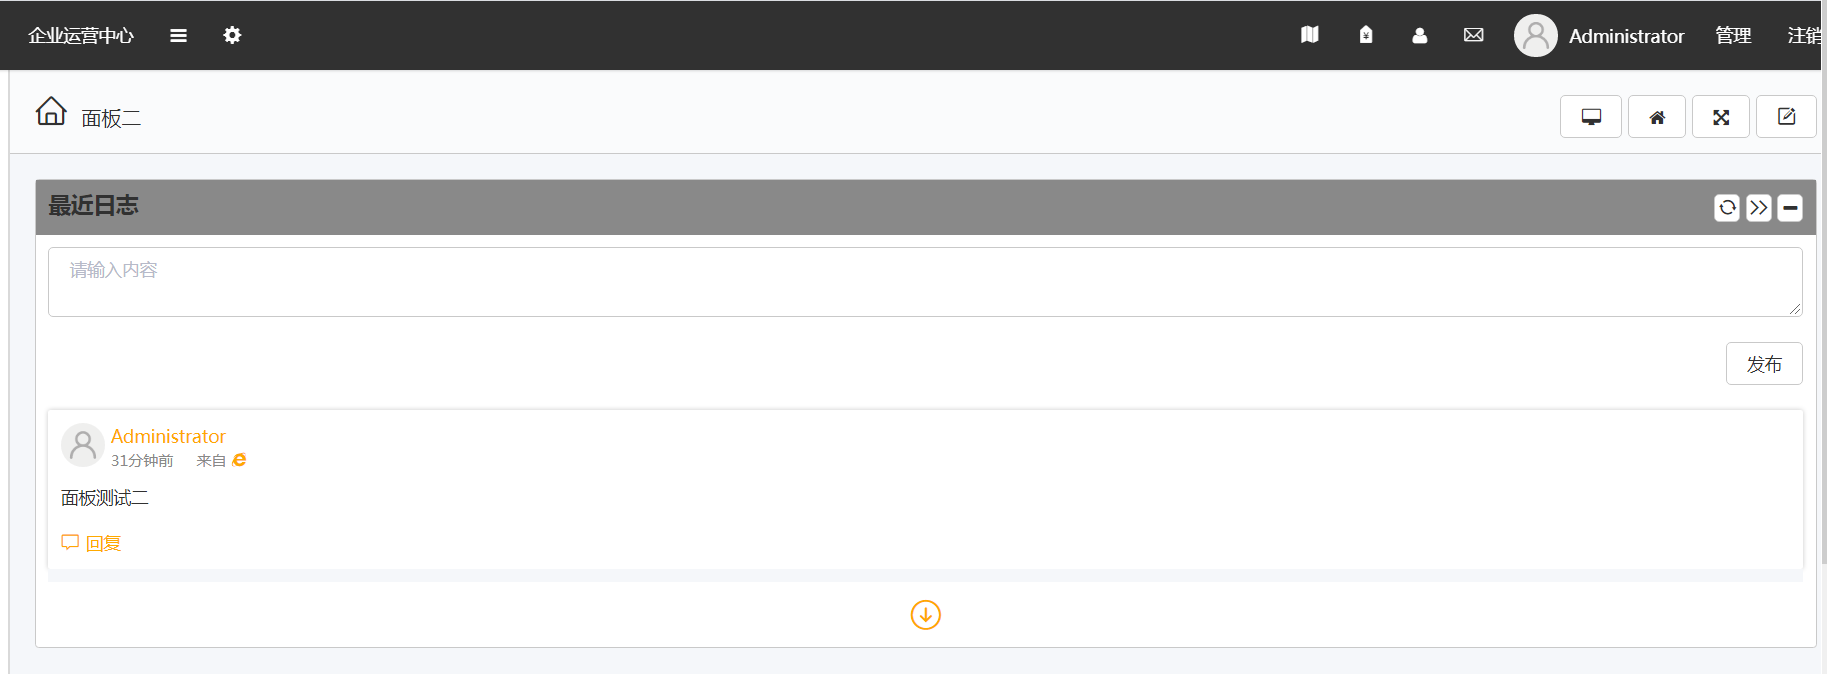 企业运营中心 Administrator 管理 注销
面板二
最近日志
请输入内容
发布
Administrator
31分钟前 来自
面板测试二
回复